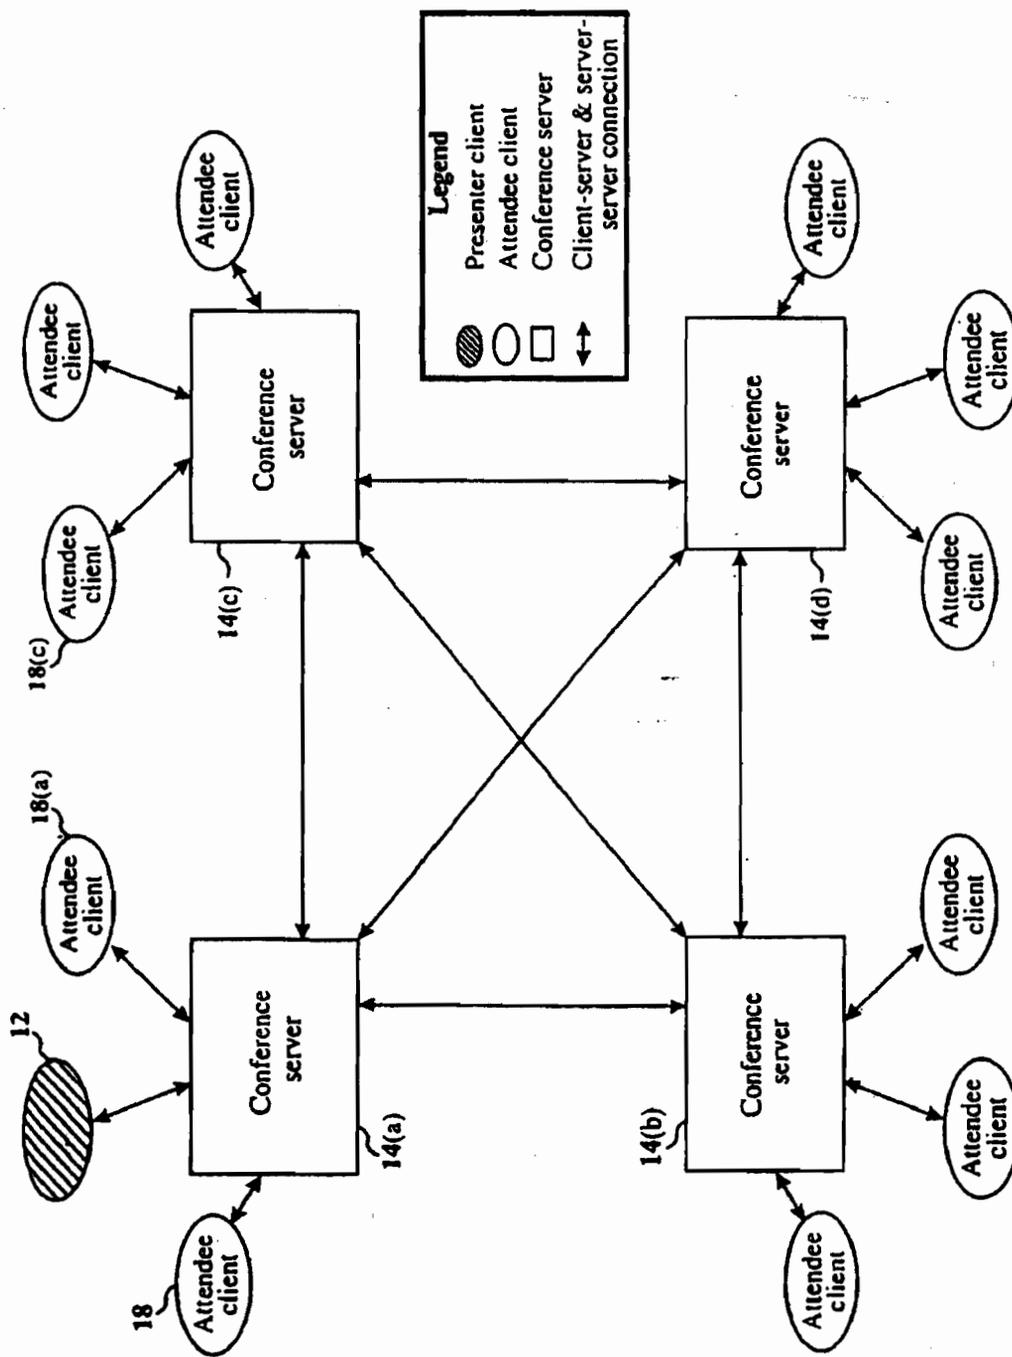 12
18(a)
18(c)
Attendee
client
Attendee
client
Attendee
client
18
Attendee
client
Attendee
client
Conference
server
14(c)
Conference
server
14(a)
Legend
Presenter client
Attendee client
Conference server
Client-server & server-
server connection
14(b)
Conference
server
Conference
server
14(d)
Attendee
client
Attendee
client
Attendee
client
Attendee
client
Attendee
client
Attendee
client